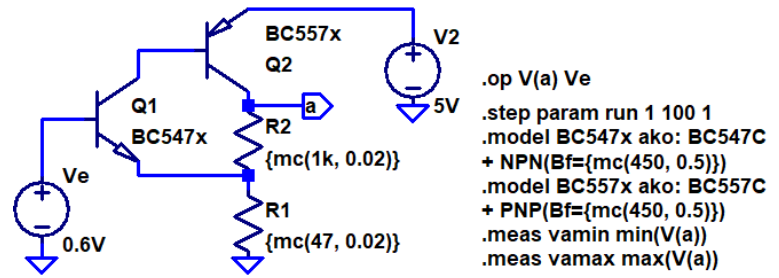 BC557x
Q2
V2
5V
a
Q1
BC547x
R2
{mc(1k, 0.02)}
Ve
0.6V
R1
{mc(47, 0.02)}
.op V(a) Ve
.step param run 1 100 1
.model BC547x ako: BC547C
+ NPN(Bf={mc(450, 0.5)})
.model BC557x ako: BC557C
+ PNP(Bf={mc(450, 0.5)})
.meas vamin min(V(a))
.meas vamax max(V(a))